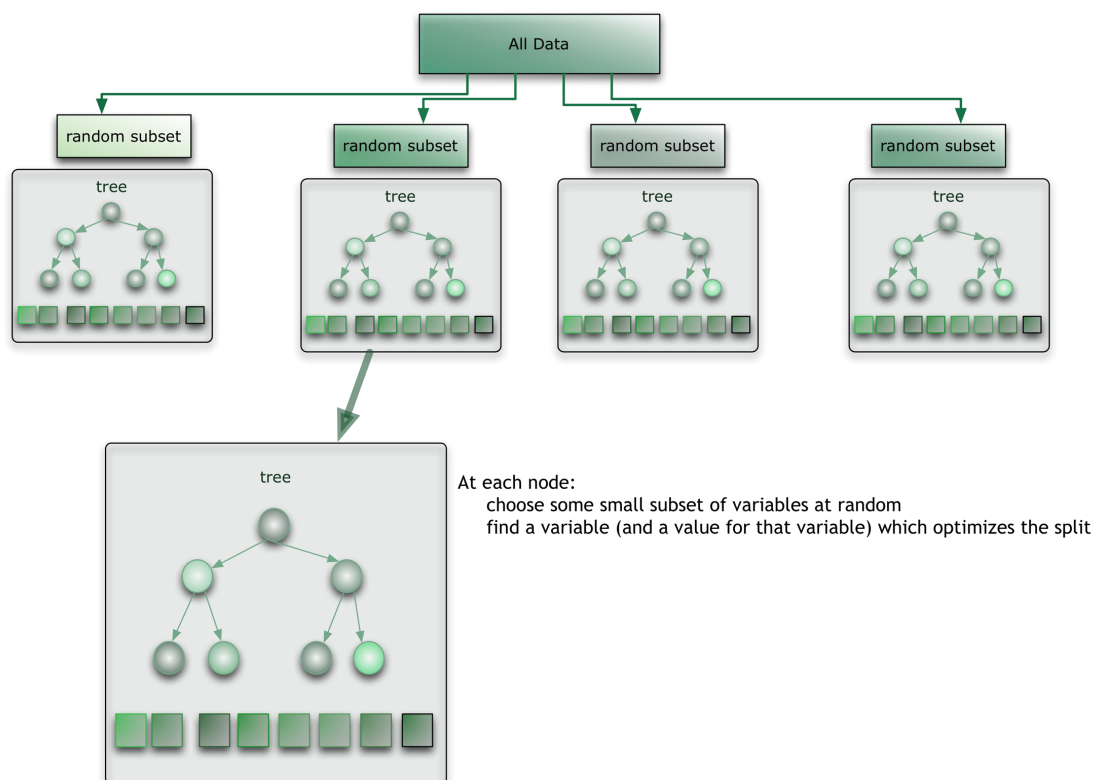 All Data
random subset
random subset
random subset
random subset
tree
tree
tree
tree
tree
At each node:
choose some small subset of variables at random
find a variable (and a value for that variable) which optimizes the split